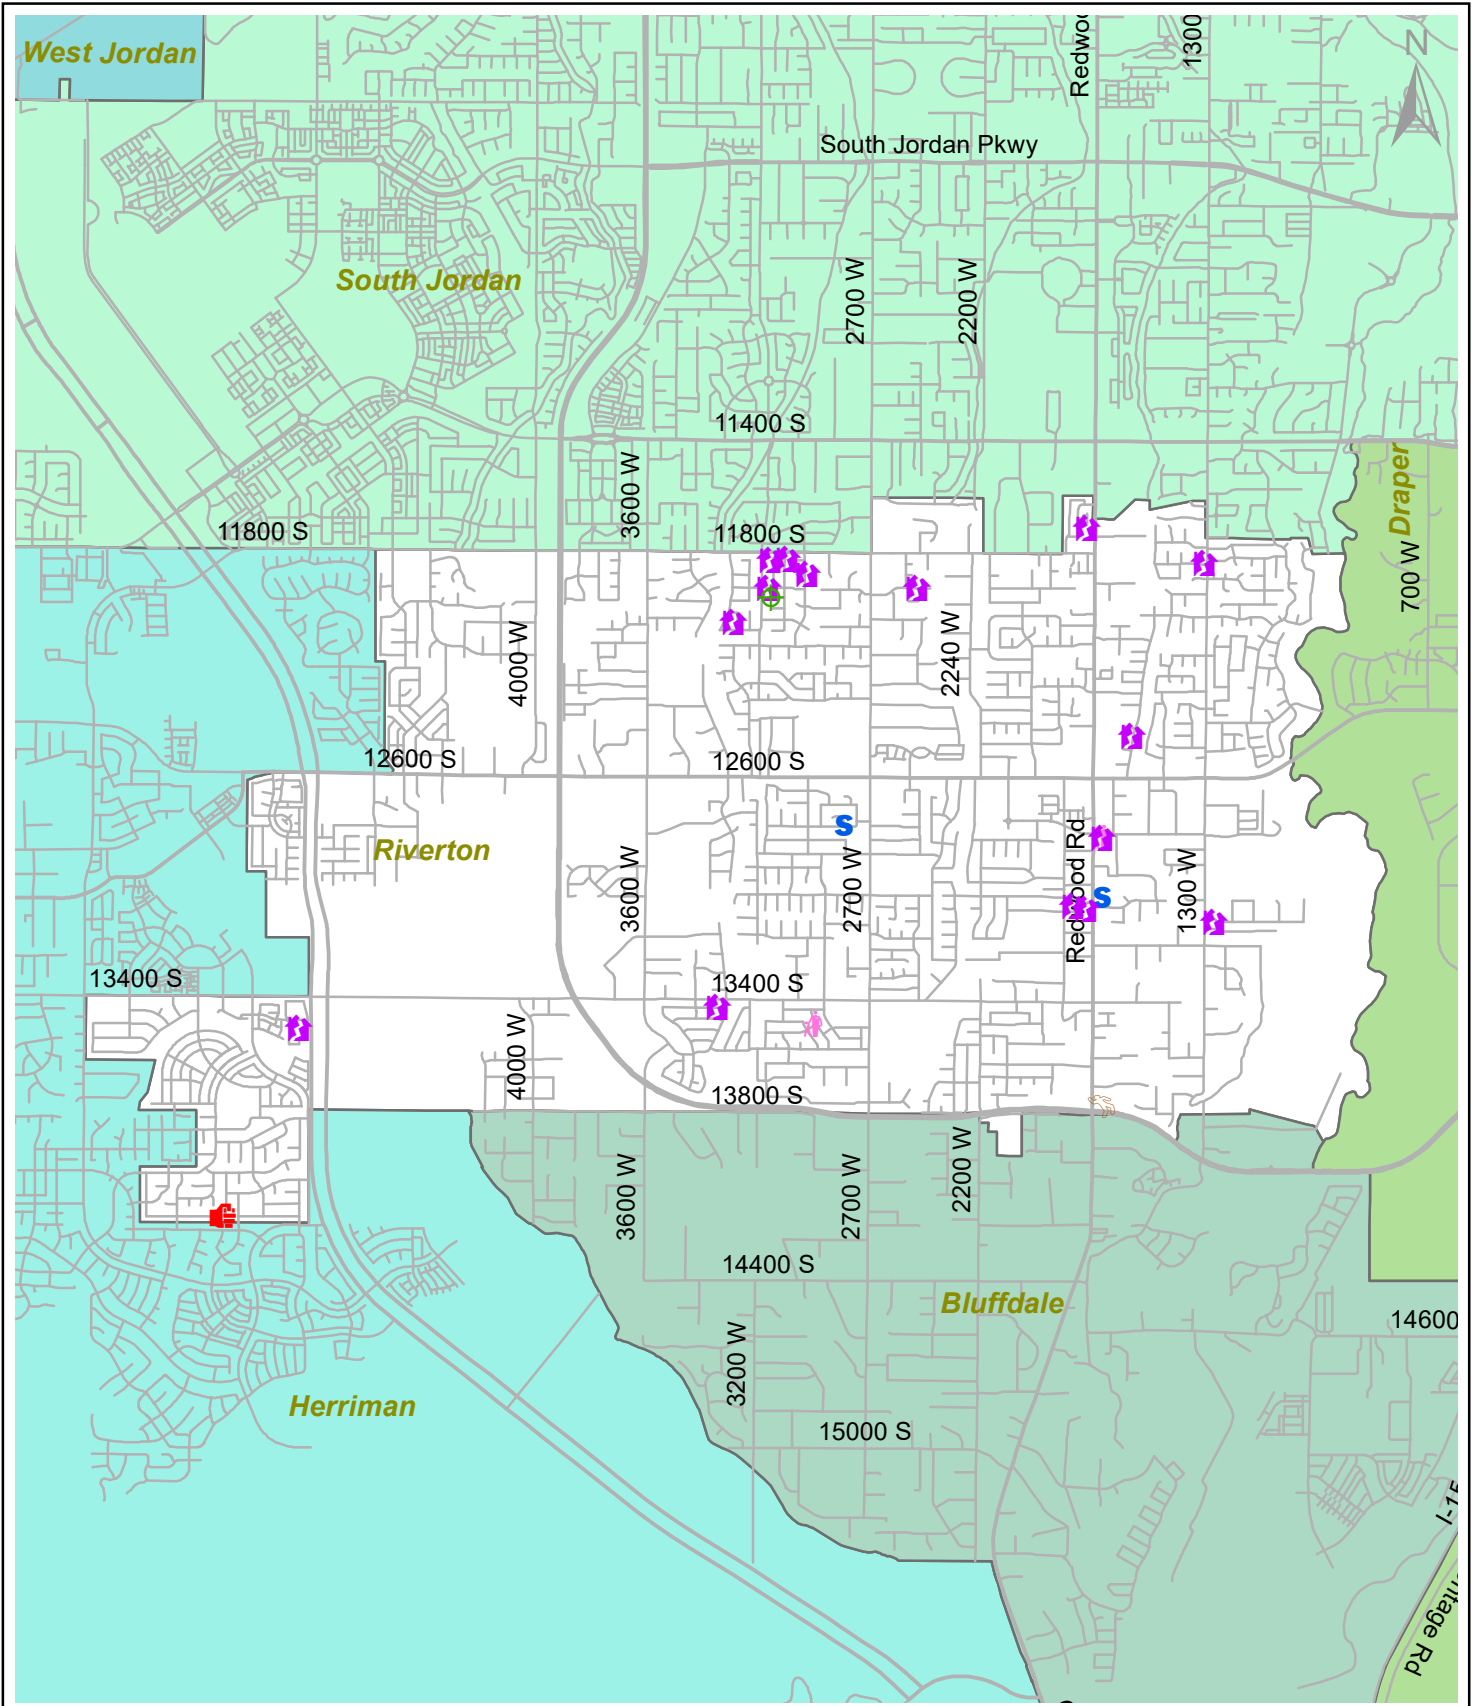 West Jordan
Redwoo
1300
N
South Jordan Pkwy
South Jordan
2700 W
2200 W
11400 S
3600 W
Draper
11800 S
11800 S
700 W
4000 W
2240 W
12600 S
12600 S
S
Riverton
Redwood Rd
3600 W
2700 W
1300 W
S
13400 S
13400 S
4000 W
13800 S
3600 W
2700 W
2200 W
14400 S
Bluffdale
14600
3200 W
Herriman
15000 S
I-15
ntage Rd